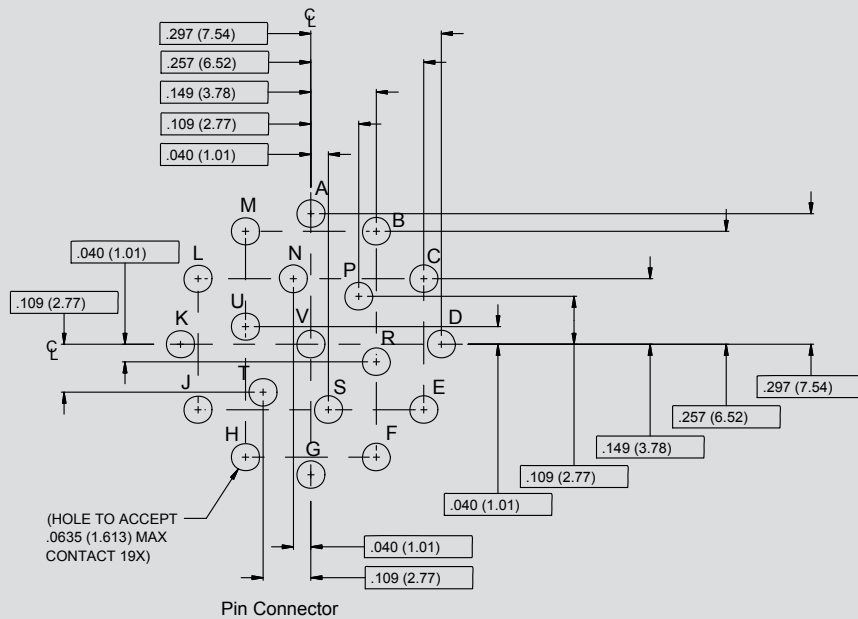 ℄
.297 (7.54)
.257 (6.52)
.149 (3.78)
.109 (2.77)
.040 (1.01)
A
M
B
.040 (1.01)
L
N
C
P
.109 (2.77)
U
K
V
D
℄
R
T
J
S
E
.297 (7.54)
.257 (6.52)
H
F
.149 (3.78)
G
.109 (2.77)
.040 (1.01)
(HOLE TO ACCEPT
.0635 (1.613) MAX
CONTACT 19X)
.040 (1.01)
.109 (2.77)
Pin Connector